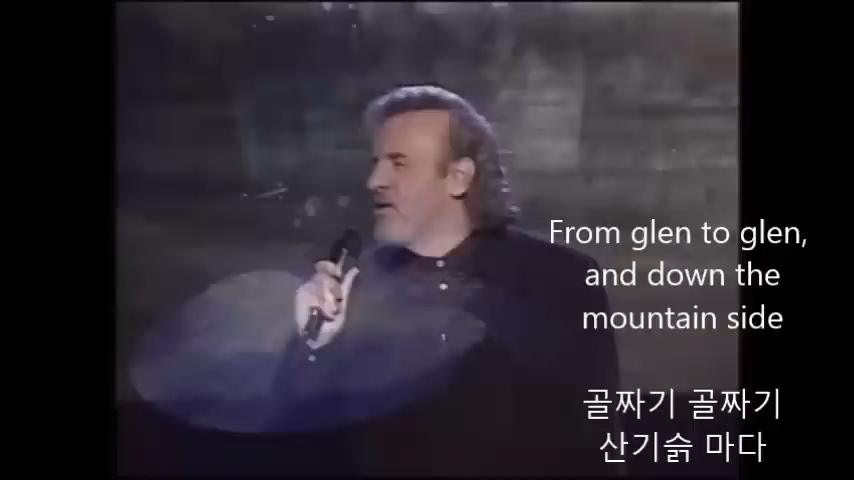 From glen to glen,
and down the
mountain side
골짜기 골짜기
산기슭 마다